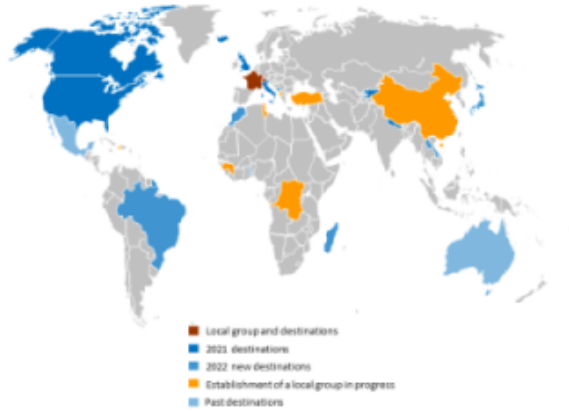 Local group and destinations
2021 destinations
2022 new destinations
Establishment of a local group in progress
Past destinations